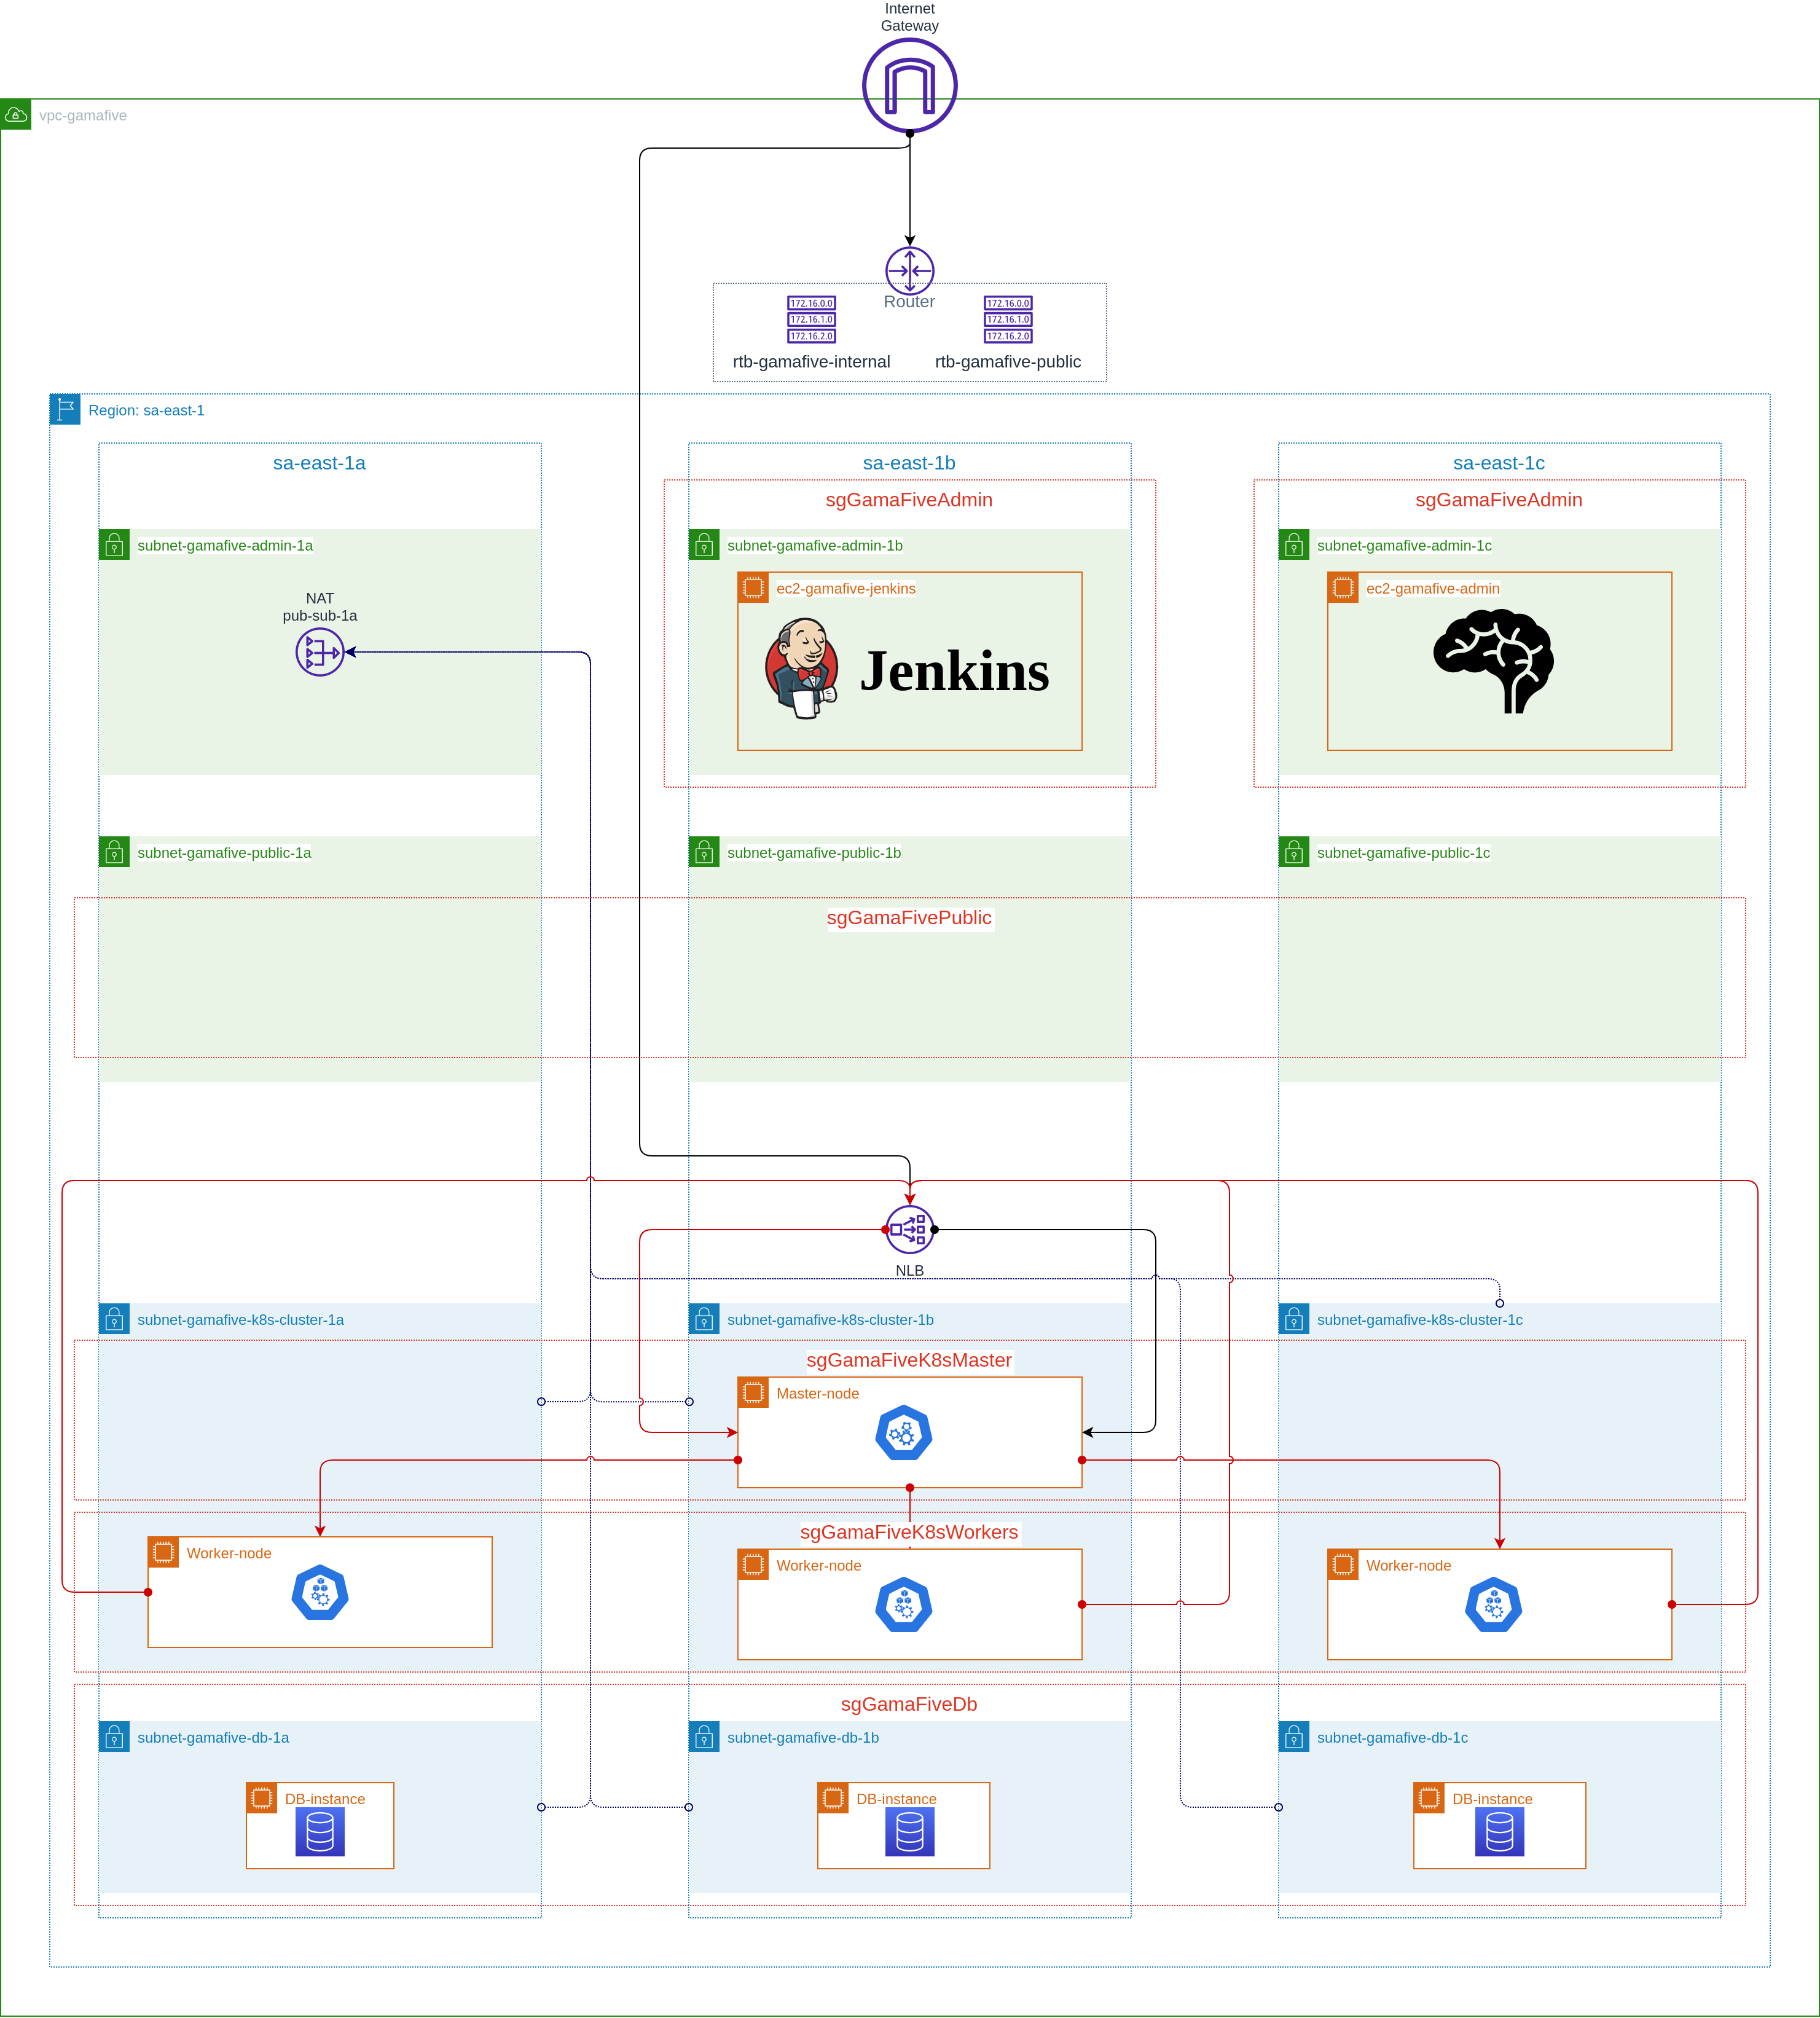 Internet
Gateway
vpc-gamafive
Router
172.16.0.0
172.16.1.0
172.16.2.0
172.16.0.0
172.16.1.0
172.16.2.0
rtb-gamafive-internal
rtb-gamafive-public
Region: sa-east-1
sa-east-1a
sa-east-1b
sa-east-1c
sgGamaFiveAdmin
sgGamaFiveAdmin
subnet-gamafive-admin-1a
subnet-gamafive-admin-1b
subnet-gamafive-admin-1c
ec2-gamafive-jenkins
ec2-gamafive-admin
NAT
pub-sub-1a
Jenkins
subnet-gamafive-public-1a
subnet-gamafive-public-1b
subnet-gamafive-public-1c
sgGamaFivePublic
NLB
subnet-gamafive-k8s-cluster-1a
subnet-gamafive-k8s-cluster-1b
subnet-gamafive-k8s-cluster-1c
sgGamaFiveK8sMaster
Master-node
sgGamaFiveK8sWorkers
Worker-node
Worker-node
Worker-node
sgGamaFiveDb
subnet-gamafive-db-1a
subnet-gamafive-db-1b
subnet-gamafive-db-1c
DB-instance
DB-instance
DB-instance